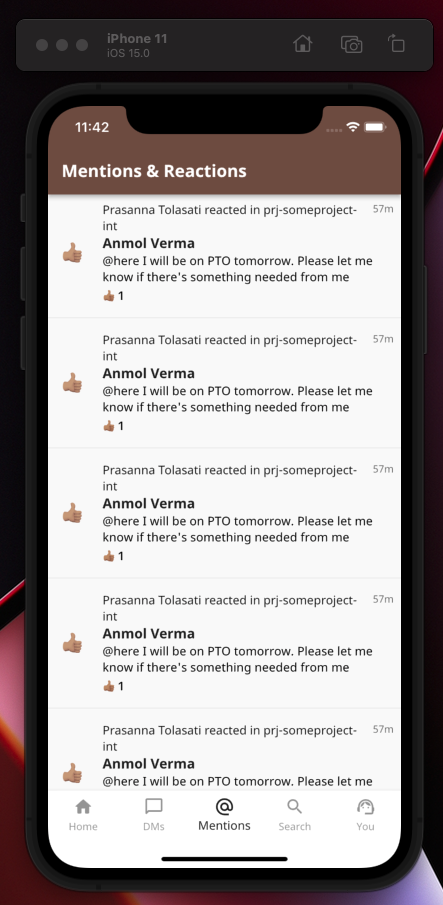 iPhone 11
iOS 15.0
11:42
Mentions & Reactions
Prasanna Tolasati reacted in prj-someproject- 57m
int
Anmol Verma
@here I will be on PTO tomorrow. Please let me
know if there's something needed from me
👍🏽 1
Prasanna Tolasati reacted in prj-someproject- 57m
int
Anmol Verma
@here I will be on PTO tomorrow. Please let me
know if there's something needed from me
👍🏽 1
Prasanna Tolasati reacted in prj-someproject- 57m
int
Anmol Verma
@here I will be on PTO tomorrow. Please let me
know if there's something needed from me
👍🏽 1
Prasanna Tolasati reacted in prj-someproject- 57m
int
Anmol Verma
@here I will be on PTO tomorrow. Please let me
know if there's something needed from me
👍🏽 1
Prasanna Tolasati reacted in prj-someproject- 57m
int
Anmol Verma
@here I will be on PTO tomorrow. Please let me
Home DMs Mentions Search You